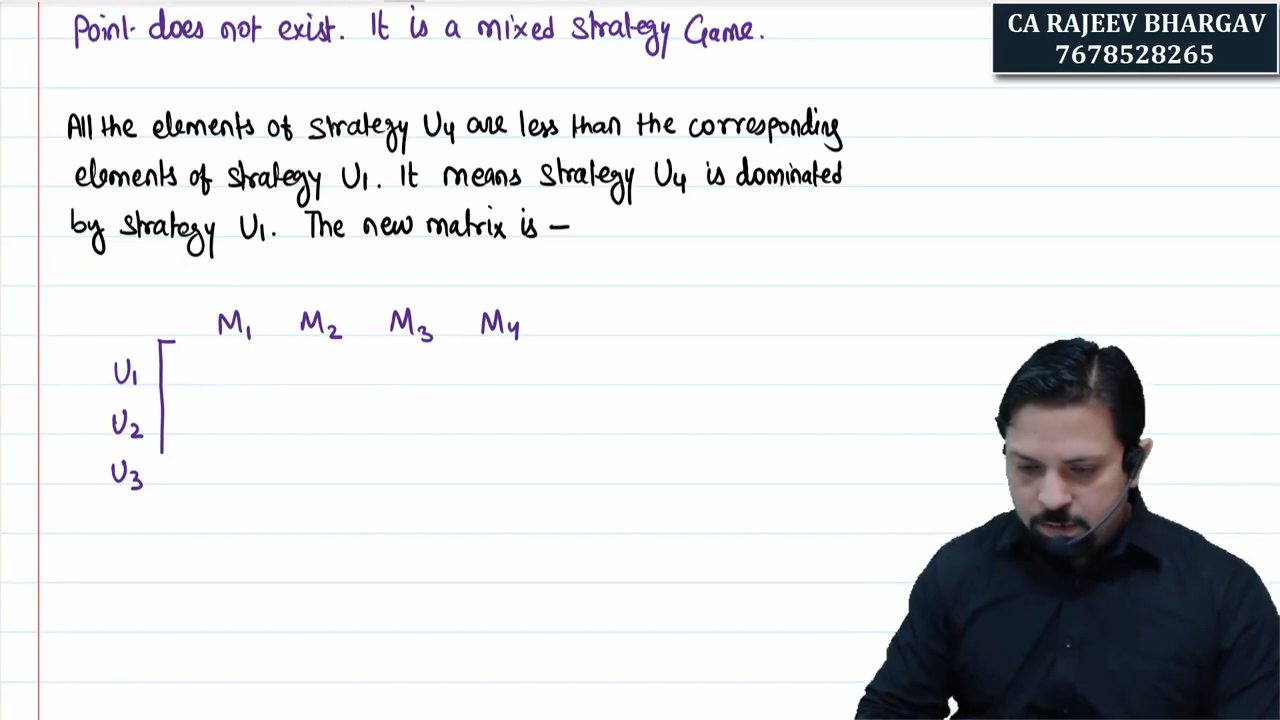 Point does not exist. It is a mixed strategy Game.
CA RAJEEV BHARGAV
7678528265
All the elements of strategy U4 are less than the corresponding
elements of strategy U1. It means strategy U4 is dominated
by strategy U1. The new matrix is –
M1 M2 M3 M4
U1
U2
U3